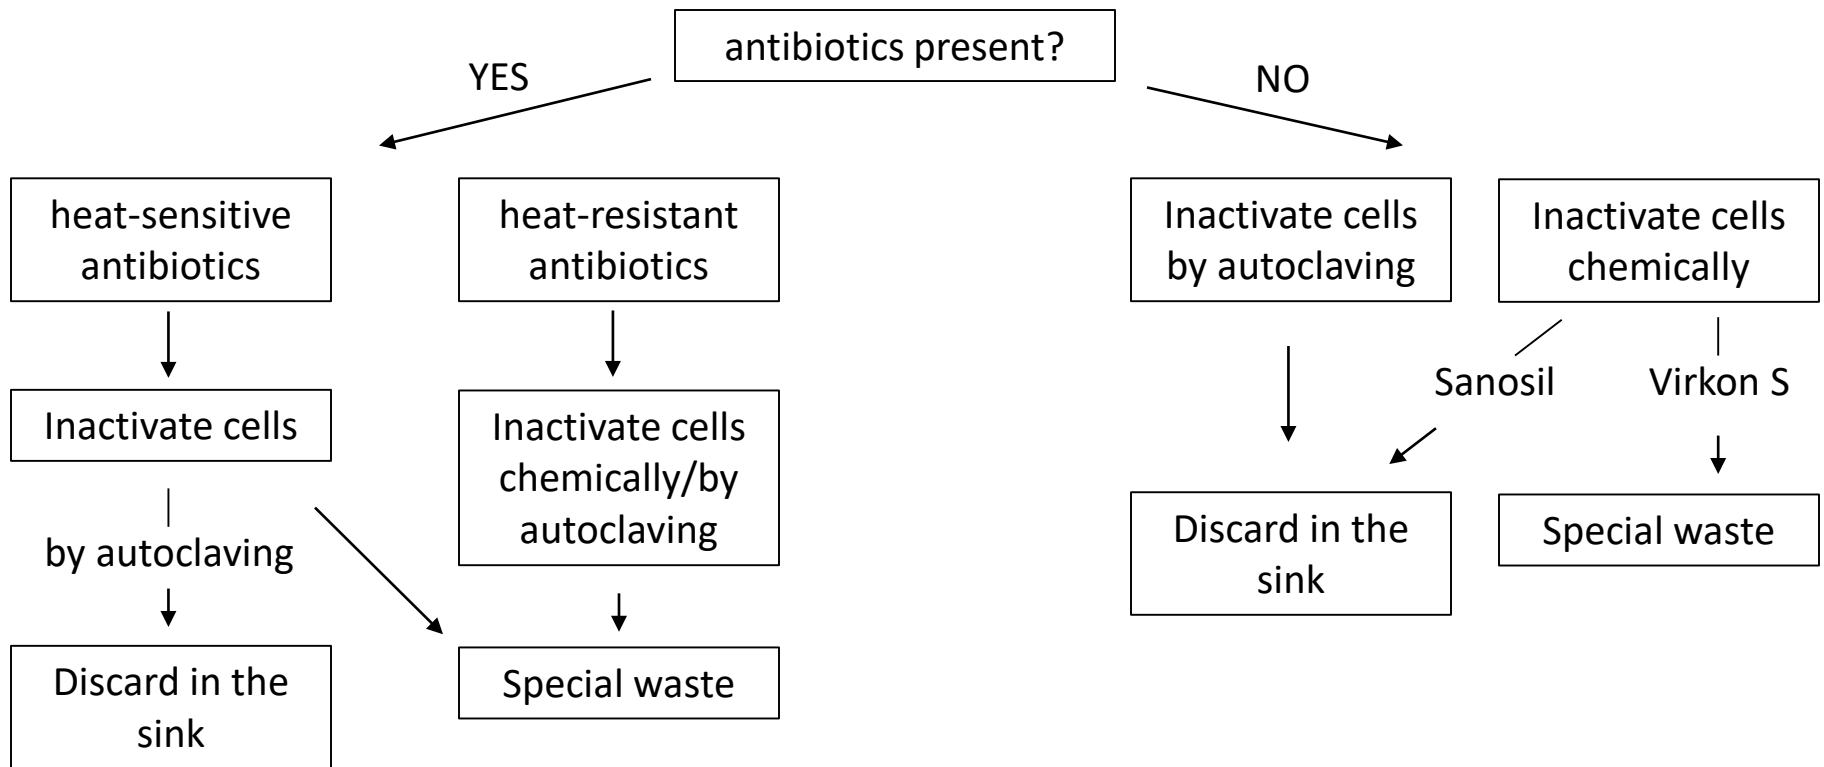 antibiotics present?
YES
NO
heat-sensitive
antibiotics
heat-resistant
antibiotics
Inactivate cells
by autoclaving
Inactivate cells
chemically
Inactivate cells
by autoclaving
Discard in the
sink
Inactivate cells
chemically/by
autoclaving
Special waste
Sanosil
Virkon S
Discard in the
sink
Special waste